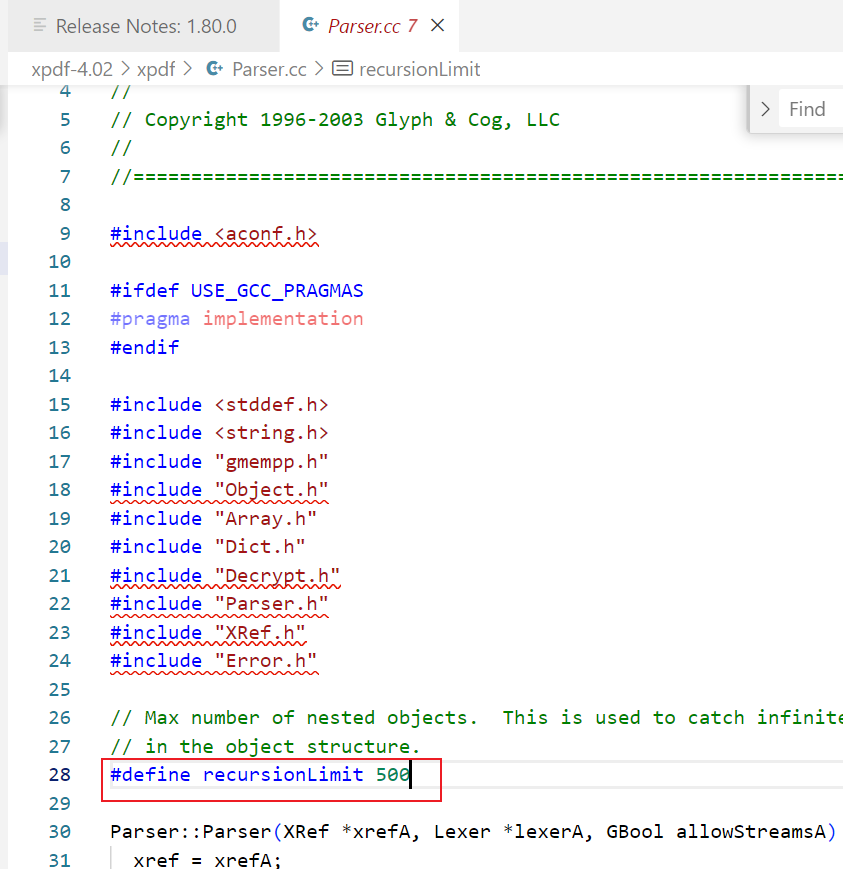 Release Notes: 1.80.0
Parser.cc 7
xpdf-4.02 > xpdf > Parser.cc > recursionLimit
Find
4 //
5 // Copyright 1996-2003 Glyph & Cog, LLC
6 //
7 //==============================================================
8
9 #include <aconf.h>
10
11 #ifdef USE_GCC_PRAGMAS
12 #pragma implementation
13 #endif
14
15 #include <stddef.h>
16 #include <string.h>
17 #include "gmempp.h"
18 #include "Object.h"
19 #include "Array.h"
20 #include "Dict.h"
21 #include "Decrypt.h"
22 #include "Parser.h"
23 #include "XRef.h"
24 #include "Error.h"
25
26 // Max number of nested objects.  This is used to catch infinite
27 // in the object structure.
28 #define recursionLimit 500
29
30 Parser::Parser(XRef *xrefA, Lexer *lexerA, GBool allowStreamsA)
31   xref = xrefA;